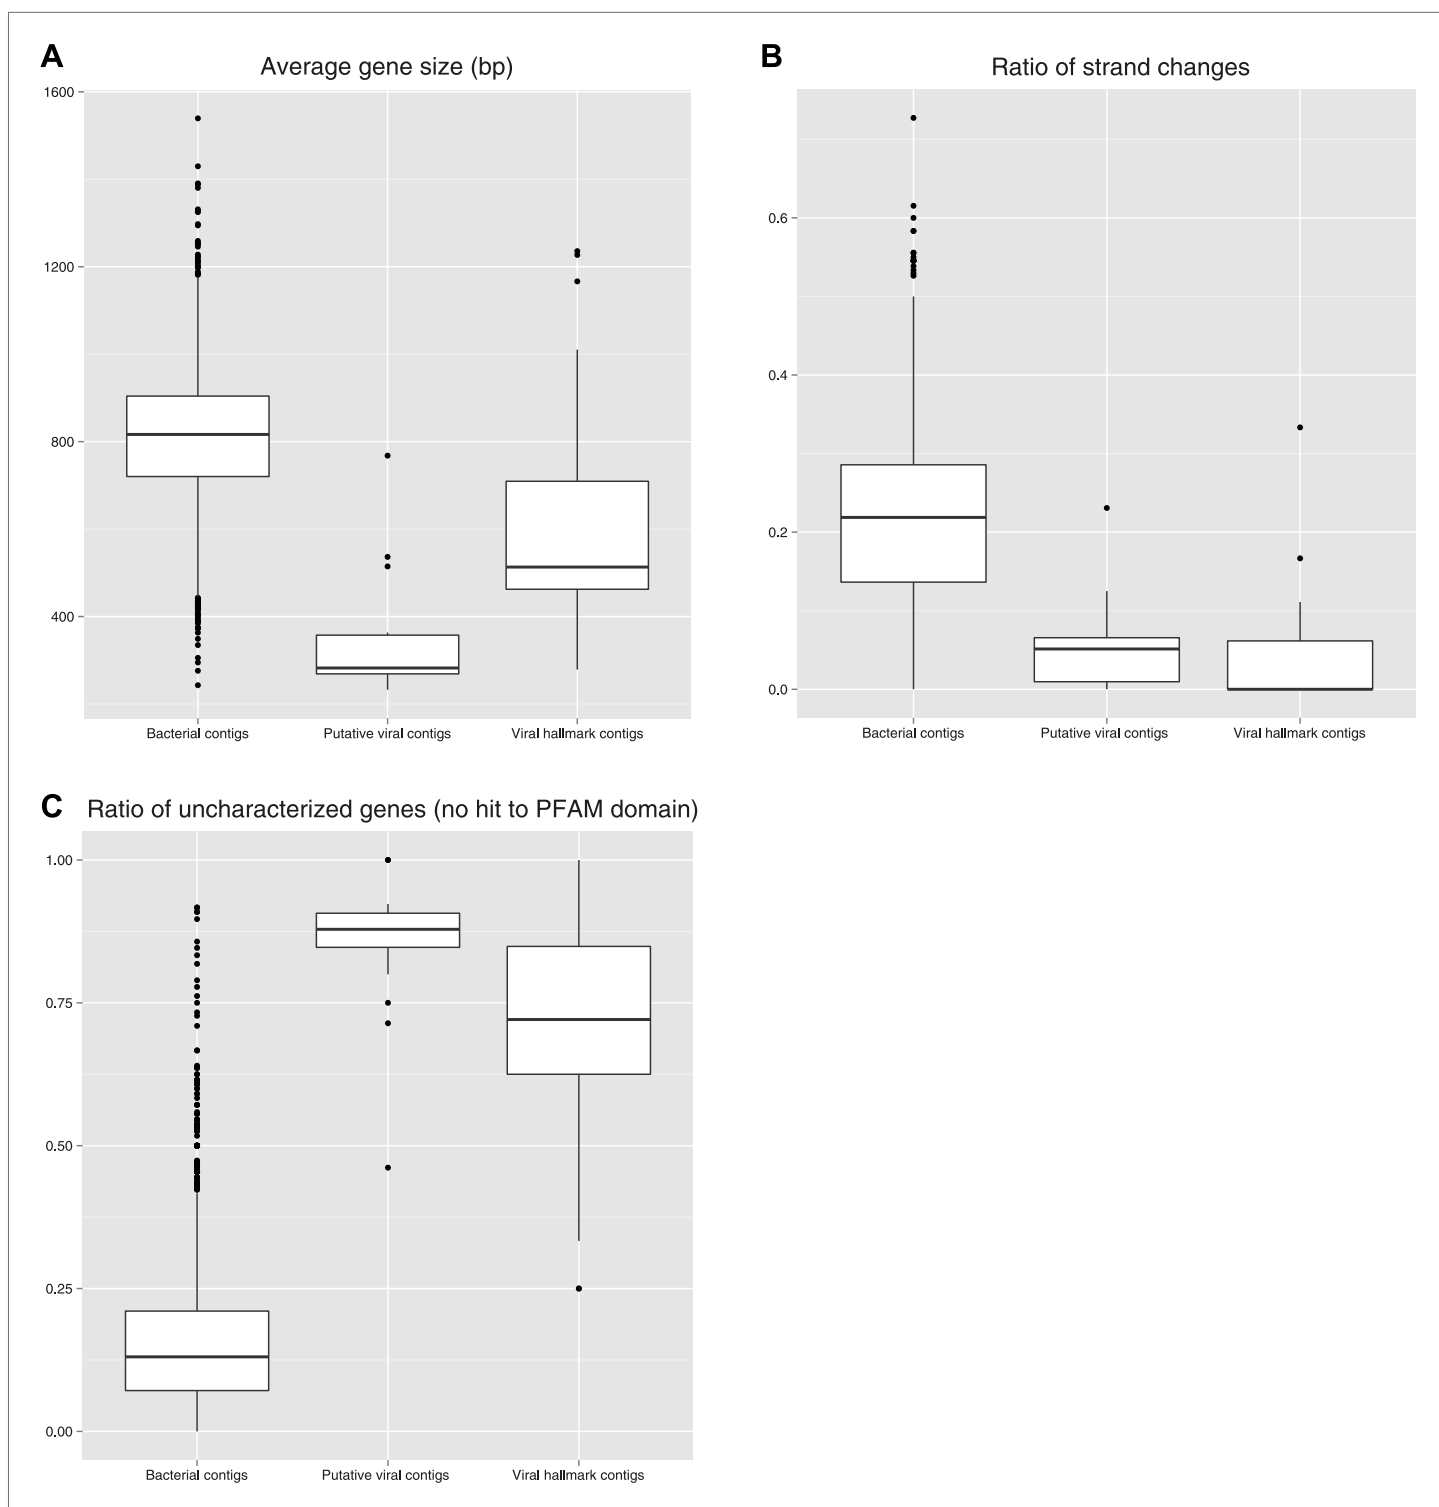 A
Average gene size (bp)
1600
1200
800
400
Bacterial contigs
Putative viral contigs
Viral hallmark contigs
B
Ratio of strand changes
0.6
0.4
0.2
0.0
Bacterial contigs
Putative viral contigs
Viral hallmark contigs
C
Ratio of uncharacterized genes (no hit to PFAM domain)
1.00
0.75
0.50
0.25
0.00
Bacterial contigs
Putative viral contigs
Viral hallmark contigs